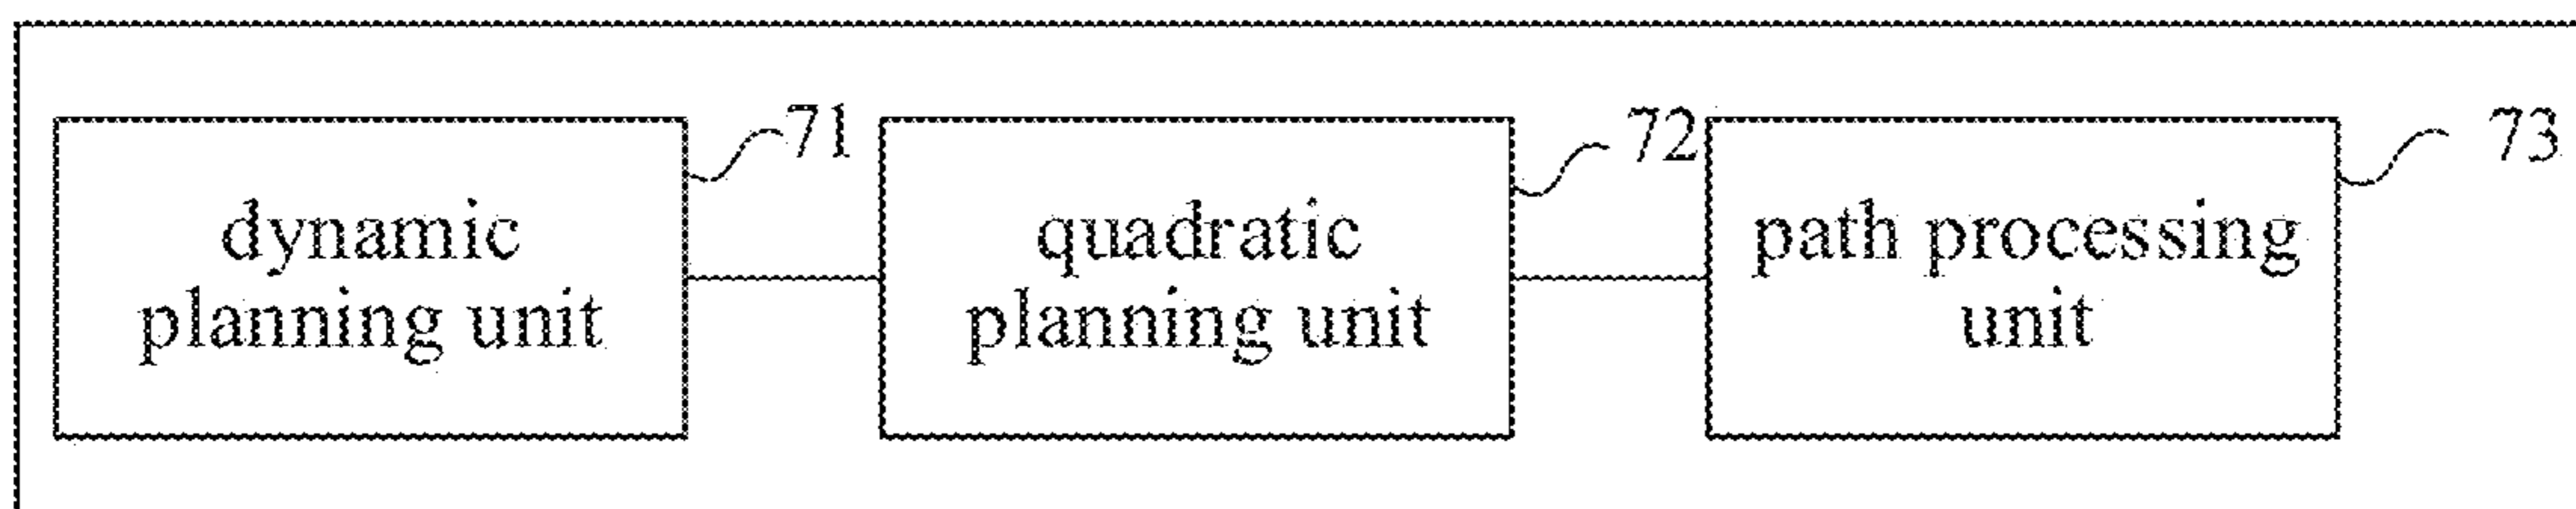 71
72
73
dynamic
planning unit
quadratic
planning unit
path processing
unit